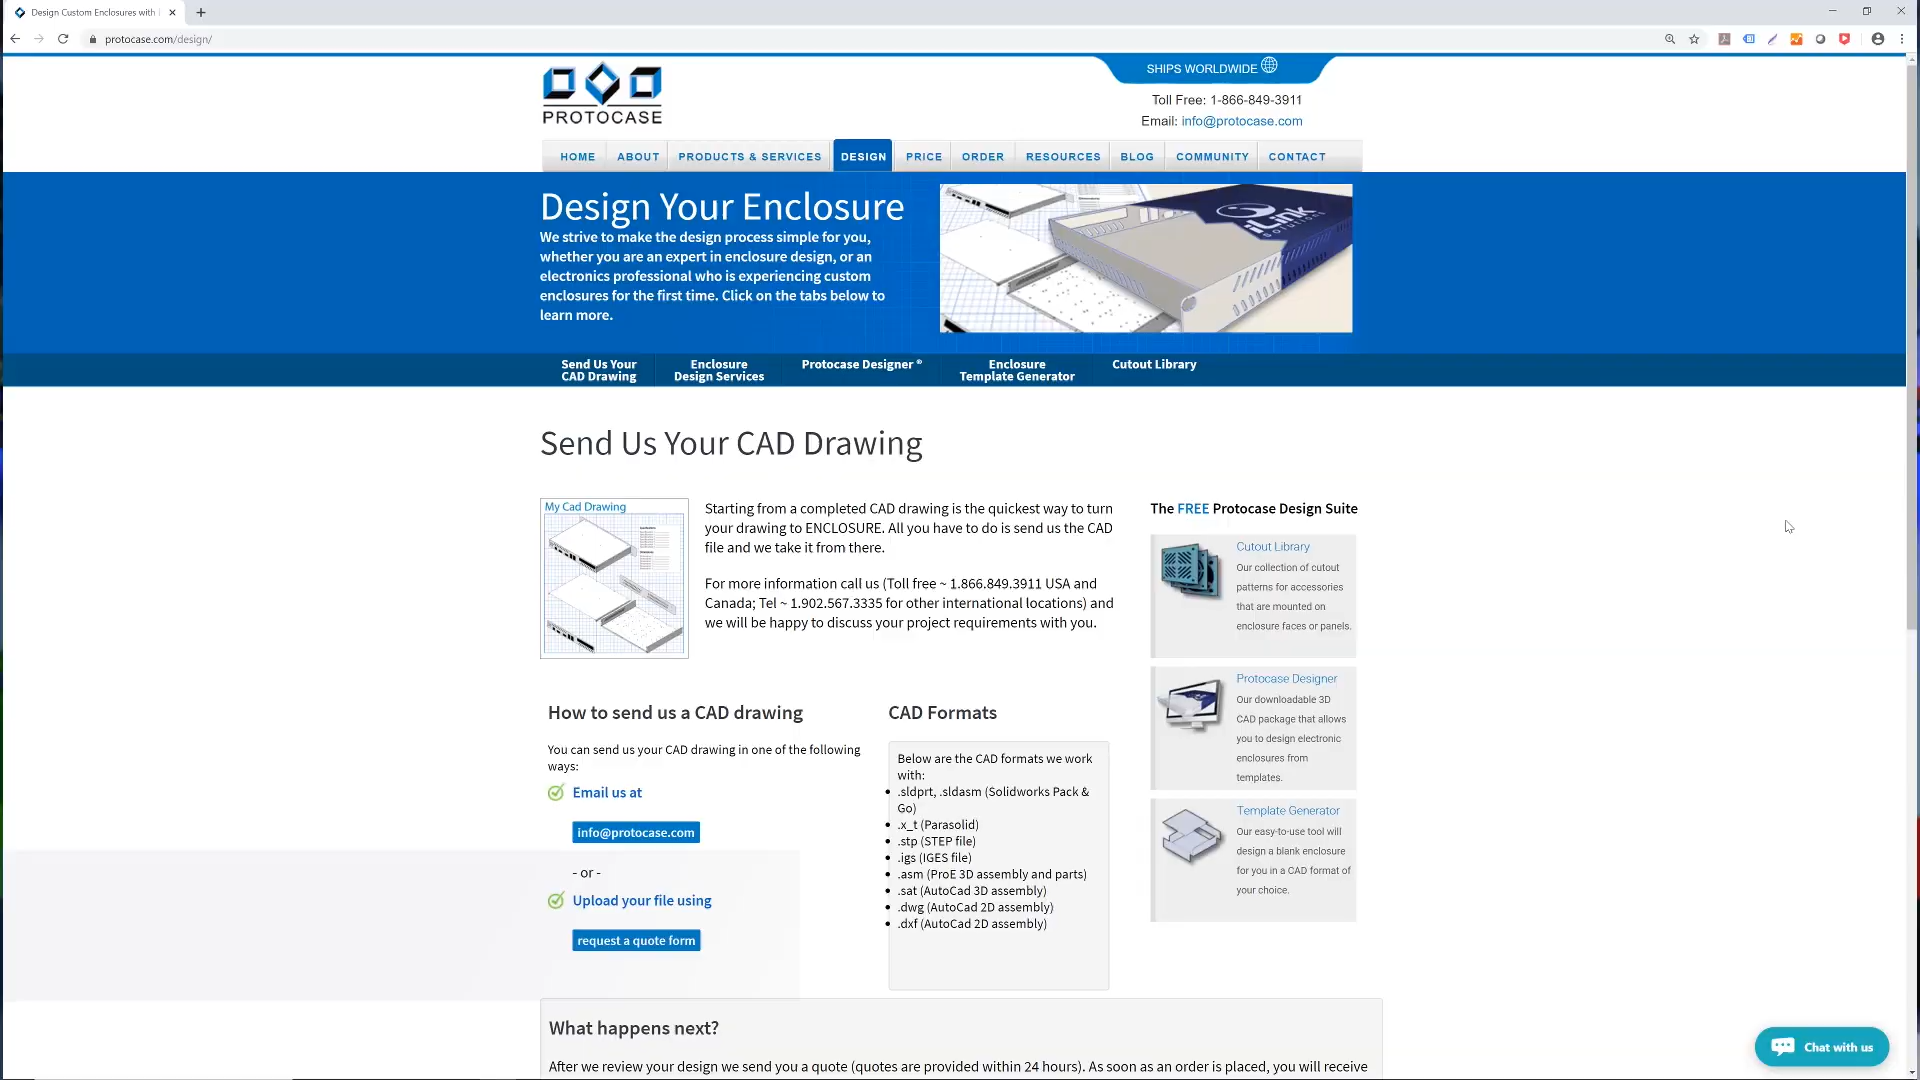 Design Custom Enclosures with
protocase.com/design/
PROTOCASE
SHIPS WORLDWIDE
Toll Free: 1-866-849-3911
Email: info@protocase.com
HOME ABOUT PRODUCTS & SERVICES DESIGN PRICE ORDER RESOURCES BLOG COMMUNITY CONTACT
Design Your Enclosure
We strive to make the design process simple for you,
whether you are an expert in enclosure design, or an
electronics professional who is experiencing custom
enclosures for the first time. Click on the tabs below to
learn more.
iLink
SOLUTIONS
Send Us Your
CAD Drawing
Enclosure
Design Services
Protocase Designer ®
Enclosure
Template Generator
Cutout Library
Send Us Your CAD Drawing
My Cad Drawing
Starting from a completed CAD drawing is the quickest way to turn
your drawing to ENCLOSURE. All you have to do is send us the CAD
file and we take it from there.
For more information call us (Toll free ~ 1.866.849.3911 USA and
Canada; Tel ~ 1.902.567.3335 for other international locations) and
we will be happy to discuss your project requirements with you.
How to send us a CAD drawing
You can send us your CAD drawing in one of the following
ways:
Email us at
info@protocase.com
- or -
Upload your file using
request a quote form
CAD Formats
Below are the CAD formats we work
with:
.sldprt, .sldasm (Solidworks Pack &
Go)
.x_t (Parasolid)
.stp (STEP file)
.igs (IGES file)
.asm (ProE 3D assembly and parts)
.sat (AutoCad 3D assembly)
.dwg (AutoCad 2D assembly)
.dxf (AutoCad 2D assembly)
The FREE Protocase Design Suite
Cutout Library
Our collection of cutout
patterns for accessories
that are mounted on
enclosure faces or panels.
Protocase Designer
Our downloadable 3D
CAD package that allows
you to design electronic
enclosures from
templates.
Template Generator
Our easy-to-use tool will
design a blank enclosure
for you in a CAD format of
your choice.
What happens next?
After we review your design we send you a quote (quotes are provided within 24 hours). As soon as an order is placed, you will receive
Chat with us